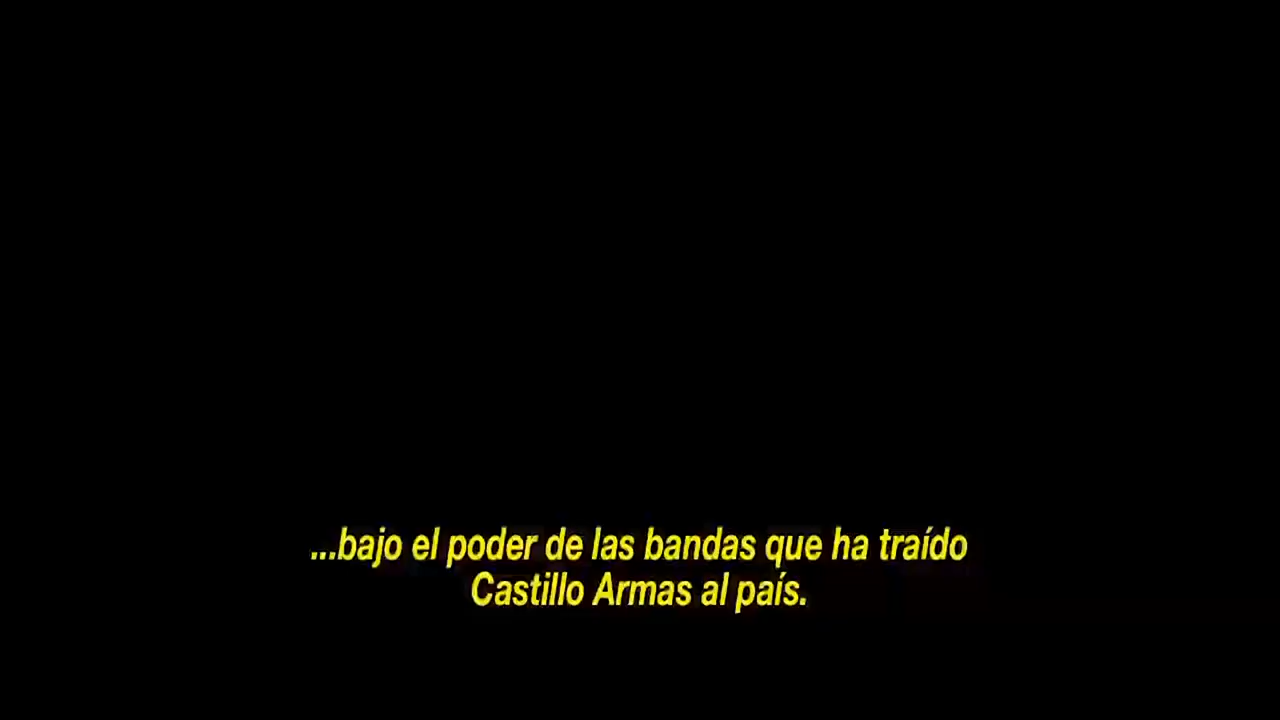 ...bajo el poder de las bandas que ha traído
Castillo Armas al país.